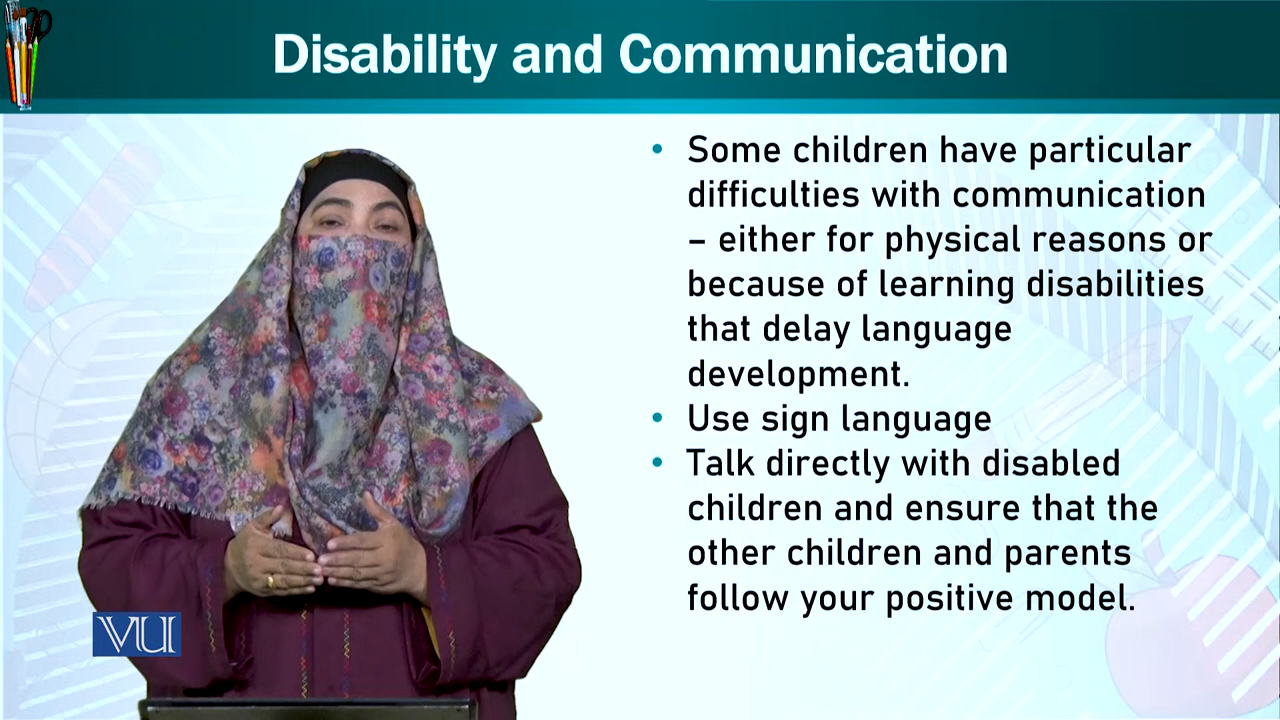 Disability and Communication
• Some children have particular
difficulties with communication
– either for physical reasons or
because of learning disabilities
that delay language
development.
• Use sign language
• Talk directly with disabled
children and ensure that the
other children and parents
follow your positive model.
VU